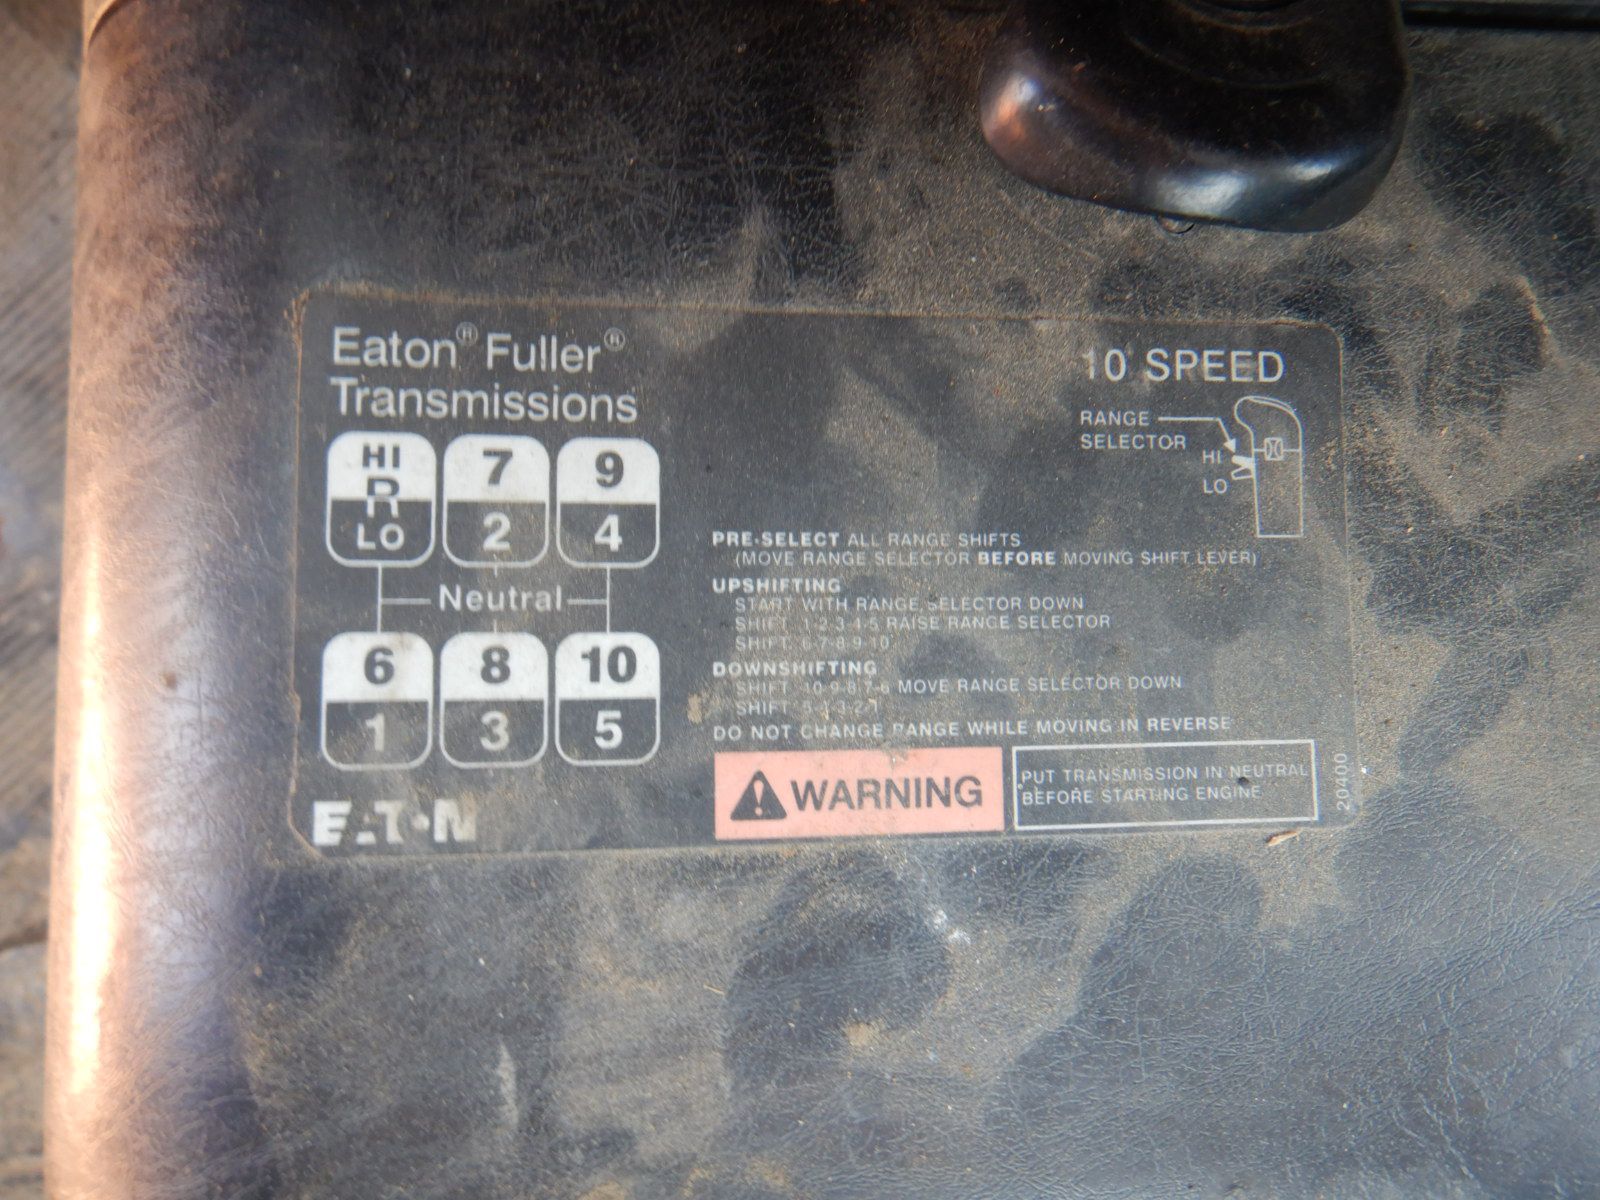 Eaton® Fuller®
Transmissions
10 SPEED
RANGE
SELECTOR
HI
LO
HI
R
LO
7
2
9
4
Neutral
6
1
8
3
10
5
PRE-SELECT ALL RANGE SHIFTS
(MOVE RANGE SELECTOR BEFORE MOVING SHIFT LEVER)
UPSHIFTING
START WITH RANGE SELECTOR DOWN
SHIFT 1-2-3-4-5 RAISE RANGE SELECTOR
SHIFT 6-7-8-9-10
DOWNSHIFTING
SHIFT 10-9-8-7-6 MOVE RANGE SELECTOR DOWN
SHIFT 5-4-3-2-1
DO NOT CHANGE RANGE WHILE MOVING IN REVERSE
WARNING
PUT TRANSMISSION IN NEUTRAL
BEFORE STARTING ENGINE
20400
EATON